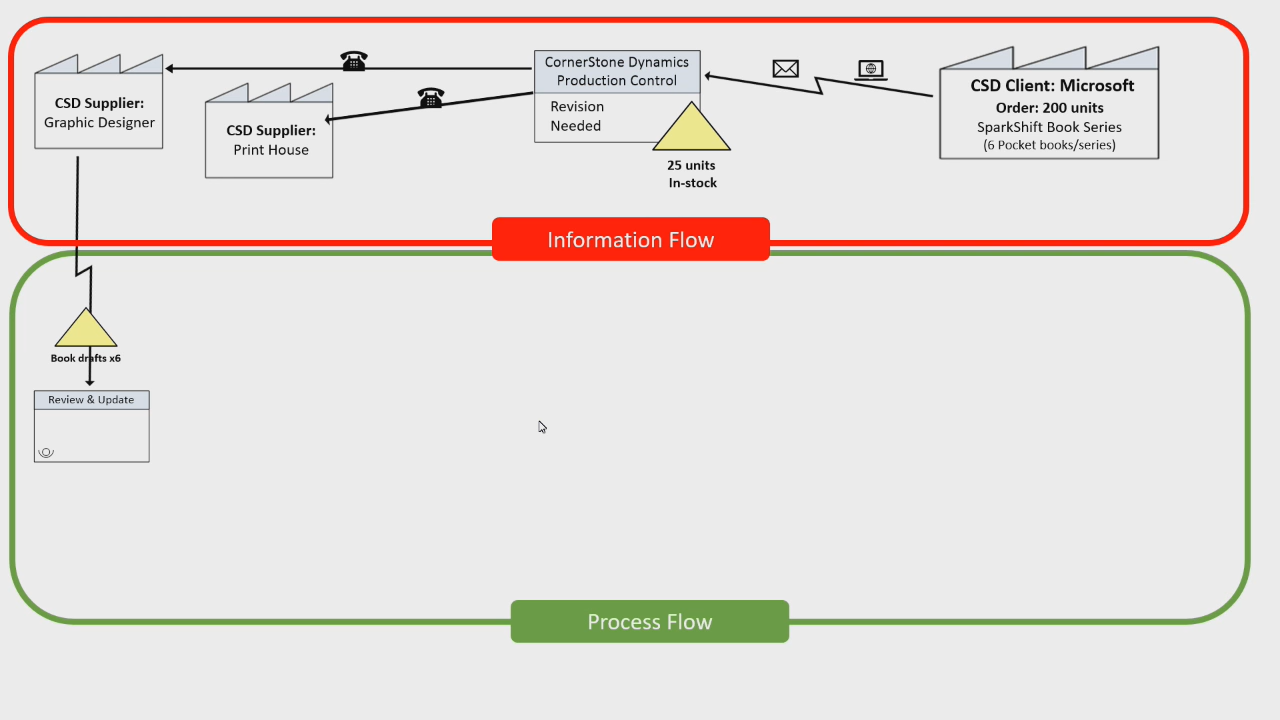 CSD Supplier:
Graphic Designer
CSD Supplier:
Print House
CornerStone Dynamics
Production Control
Revision
Needed
25 units
In-stock
CSD Client: Microsoft
Order: 200 units
SparkShift Book Series
(6 Pocket books/series)
Information Flow
Book drafts x6
Review & Update
Process Flow